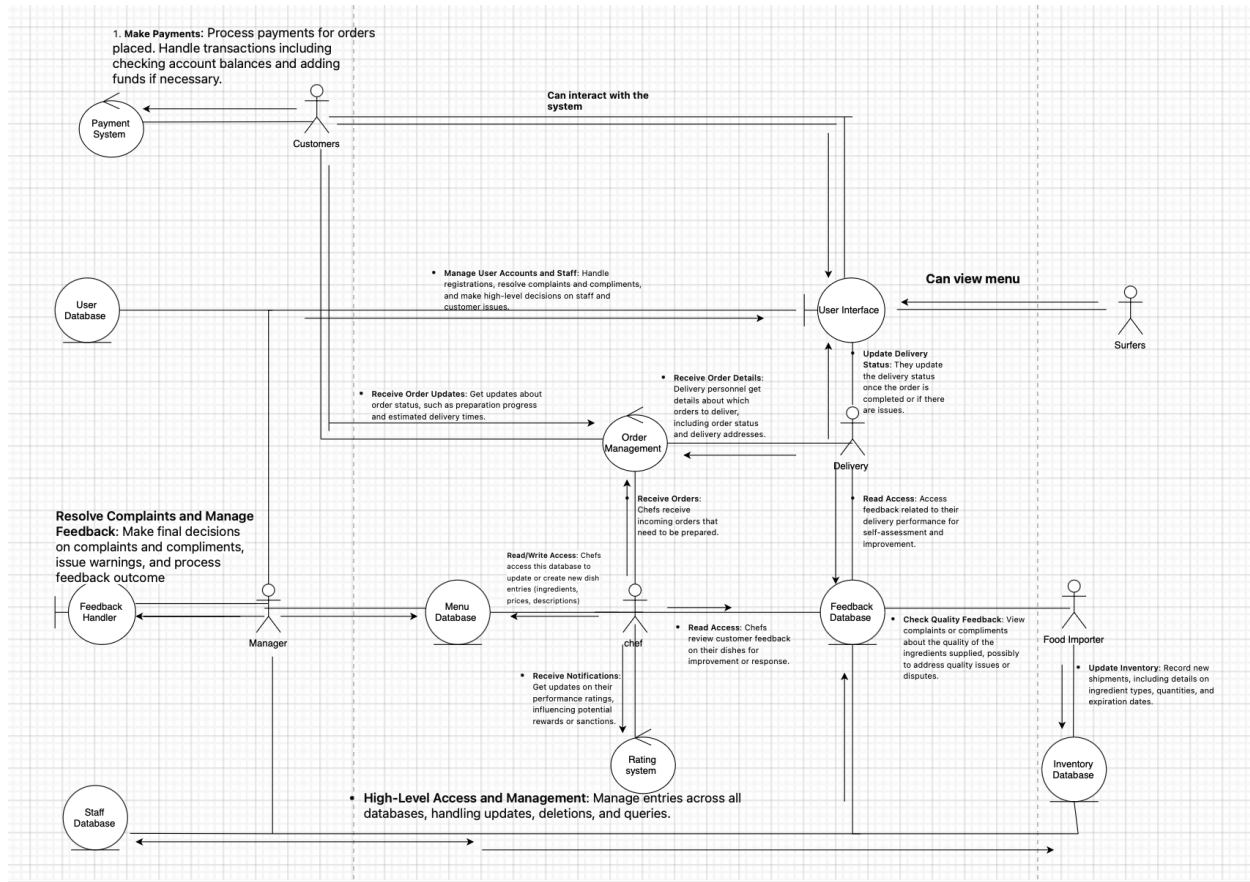 1. Make Payments: Process payments for orders
placed. Handle transactions including
checking account balances and adding
funds if necessary.
Payment
System
Customers
Can interact with the
system
User
Database
• Manage User Accounts and Staff: Handle
registrations, resolve complaints and compliments,
and make high-level decisions on staff and
customer issues.
User Interface
Can view menu
Surfers
• Update Delivery
Status: They update
the delivery status
once the order is
completed or if there
are issues.
• Receive Order Updates: Get updates about
order status, such as preparation progress
and estimated delivery times.
• Receive Order Details:
Delivery personnel get
details about which
orders to deliver,
including order status
and delivery addresses.
Order
Management
Delivery
• Receive Orders:
Chefs receive
incoming orders that
need to be prepared.
• Read Access: Access
feedback related to their
delivery performance for
self-assessment and
improvement.
Resolve Complaints and Manage
Feedback: Make final decisions
on complaints and compliments,
issue warnings, and process
feedback outcome
Feedback
Handler
Manager
Menu
Database
Read/Write Access: Chefs
access this database to
update or create new dish
entries (ingredients,
prices, descriptions)
chef
• Read Access: Chefs
review customer feedback
on their dishes for
improvement or response.
Feedback
Database
• Check Quality Feedback: View
complaints or compliments
about the quality of the
ingredients supplied, possibly
to address quality issues or
disputes.
Food Importer
• Update Inventory: Record new
shipments, including details on
ingredient types, quantities, and
expiration dates.
• Receive Notifications:
Get updates on their
performance ratings,
influencing potential
rewards or sanctions.
Rating
system
Inventory
Database
• High-Level Access and Management: Manage entries across all
databases, handling updates, deletions, and queries.
Staff
Database